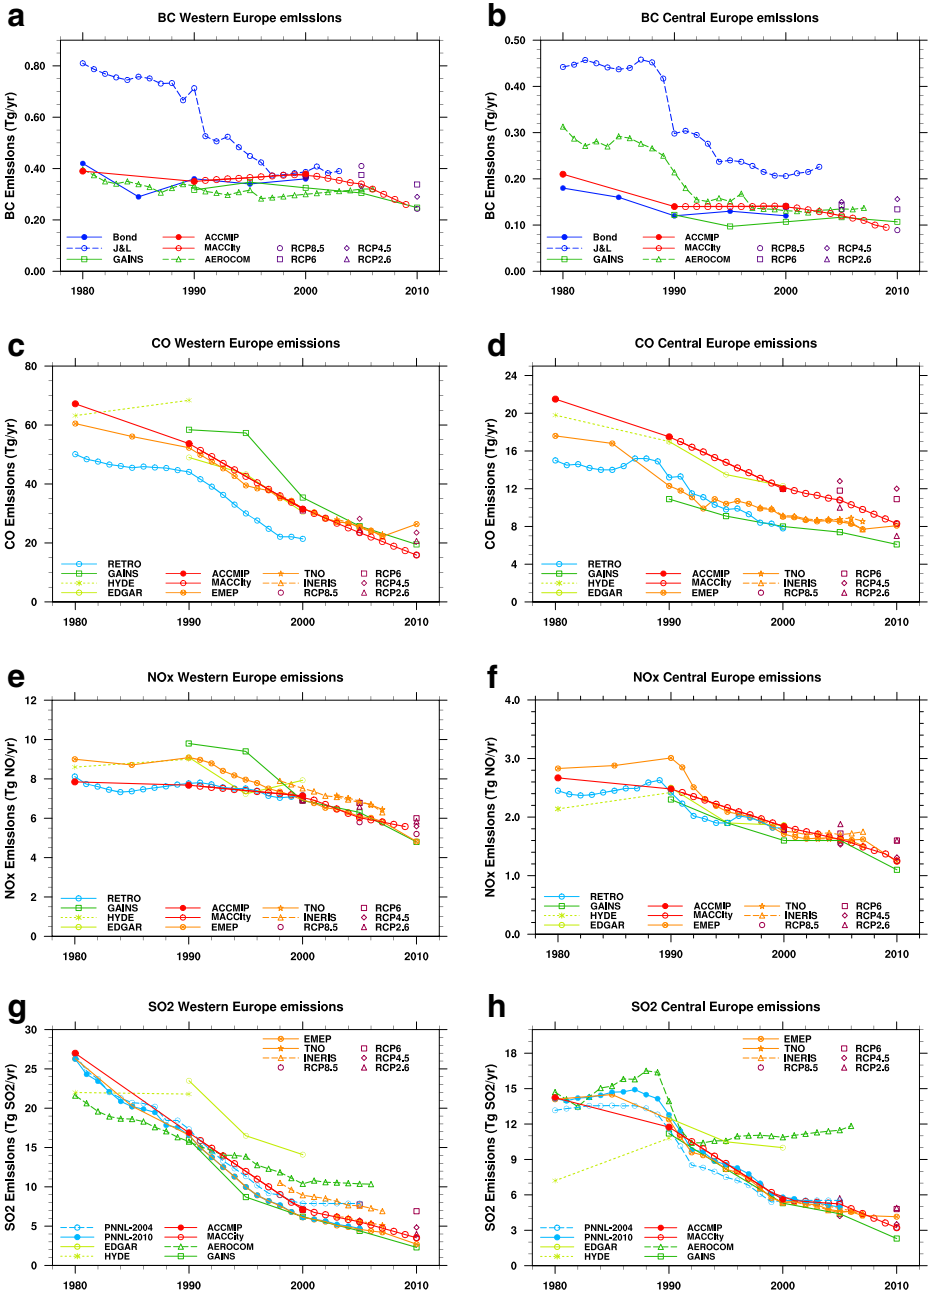 a
BC Western Europe emissions
BC Emissions (Tg/yr)
0.80
0.60
0.40
0.20
0.00
Bond
J&L
GAINS
ACCMIP
MACCity
AEROCOM
RCP8.5
RCP6
RCP4.5
RCP2.6
1980 1990 2000 2010
b
BC Central Europe emissions
BC Emissions (Tg/yr)
0.50
0.40
0.30
0.20
0.10
0.00
Bond
J&L
GAINS
ACCMIP
MACCity
AEROCOM
RCP8.5
RCP6
RCP4.5
RCP2.6
1980 1990 2000 2010
c
CO Western Europe emissions
CO Emissions (Tg/yr)
80
60
40
20
0
RETRO
GAINS
HYDE
EDGAR
ACCMIP
MACCity
EMEP
TNO
INERIS
RCP8.5
RCP6
RCP4.5
RCP2.6
1980 1990 2000 2010
d
CO Central Europe emissions
CO Emissions (Tg/yr)
24
20
16
12
8
4
0
RETRO
GAINS
HYDE
EDGAR
ACCMIP
MACCity
EMEP
TNO
INERIS
RCP8.5
RCP6
RCP4.5
RCP2.6
1980 1990 2000 2010
e
NOx Western Europe emissions
NOx Emissions (Tg NO/yr)
12
10
8
6
4
2
0
RETRO
GAINS
HYDE
EDGAR
ACCMIP
MACCity
EMEP
TNO
INERIS
RCP8.5
RCP6
RCP4.5
RCP2.6
1980 1990 2000 2010
f
NOx Central Europe emissions
NOx Emissions (Tg NO/yr)
4.0
3.0
2.0
1.0
0.0
RETRO
GAINS
HYDE
EDGAR
ACCMIP
MACCity
EMEP
TNO
INERIS
RCP8.5
RCP6
RCP4.5
RCP2.6
1980 1990 2000 2010
g
SO2 Western Europe emissions
SO2 Emissions (Tg SO2/yr)
30
25
20
15
10
5
0
EMEP
TNO
INERIS
RCP8.5
RCP6
RCP4.5
RCP2.6
PNNL-2004
PNNL-2010
EDGAR
HYDE
ACCMIP
MACCity
AEROCOM
GAINS
1980 1990 2000 2010
h
SO2 Central Europe emissions
SO2 Emissions (Tg SO2/yr)
18
15
12
9
6
3
0
EMEP
TNO
INERIS
RCP8.5
RCP6
RCP4.5
RCP2.6
PNNL-2004
PNNL-2010
EDGAR
HYDE
ACCMIP
MACCity
AEROCOM
GAINS
1980 1990 2000 2010